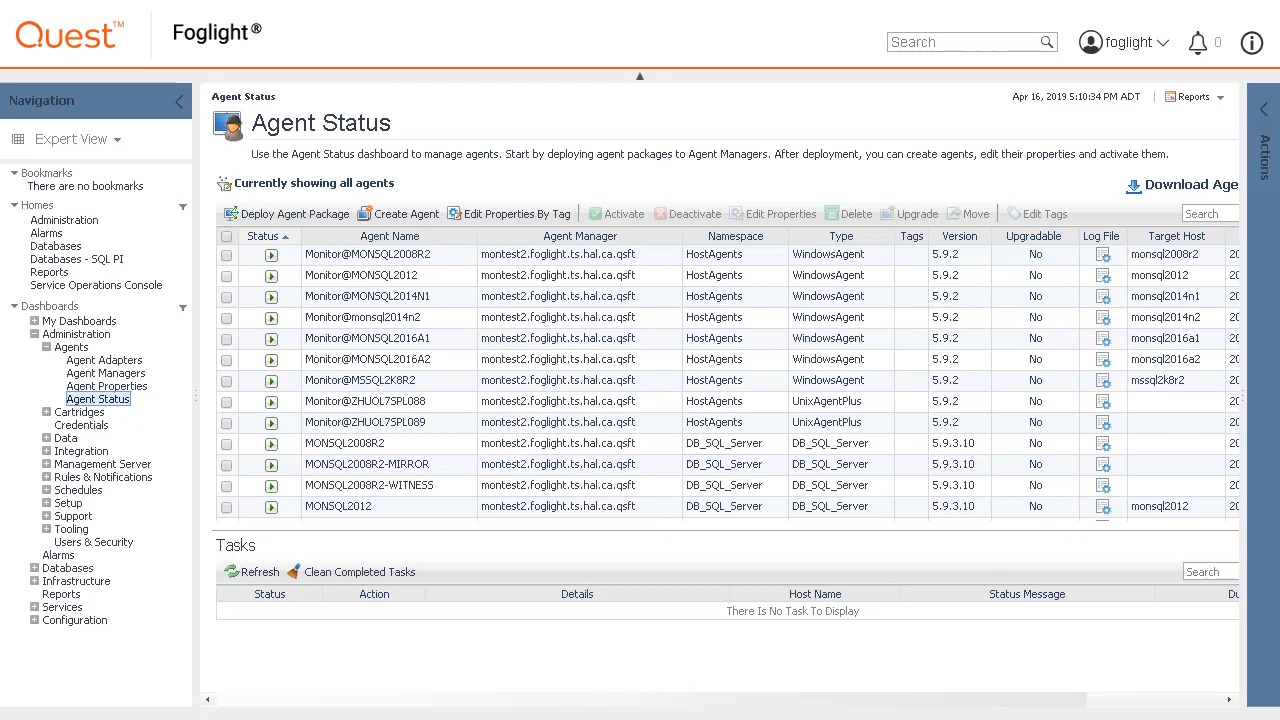 Quest™
Foglight®
Search
foglight
0
Navigation
Expert View
Bookmarks
There are no bookmarks
Homes
Administration
Alarms
Databases
Databases - SQL PI
Reports
Service Operations Console
Dashboards
My Dashboards
Administration
Agents
Agent Adapters
Agent Managers
Agent Properties
Agent Status
Cartridges
Credentials
Data
Integration
Management Server
Rules & Notifications
Schedules
Setup
Support
Tooling
Users & Security
Alarms
Databases
Infrastructure
Reports
Services
Configuration
Agent Status
Apr 16, 2019 5:10:34 PM ADT
Reports
Agent Status
Use the Agent Status dashboard to manage agents. Start by deploying agent packages to Agent Managers. After deployment, you can create agents, edit their properties and activate them.
Currently showing all agents
Download Age
Deploy Agent Package Create Agent Edit Properties By Tag Activate Deactivate Edit Properties Delete Upgrade Move Edit Tags Search
Status Agent Name Agent Manager Namespace Type Tags Version Upgradable Log File Target Host
Monitor@MONSQL2008R2 montest2.foglight.ts.hal.ca.qsft HostAgents WindowsAgent 5.9.2 No monsql2008r2 20
Monitor@MONSQL2012 montest2.foglight.ts.hal.ca.qsft HostAgents WindowsAgent 5.9.2 No monsql2012 20
Monitor@MONSQL2014N1 montest2.foglight.ts.hal.ca.qsft HostAgents WindowsAgent 5.9.2 No monsql2014n1 20
Monitor@monsql2014n2 montest2.foglight.ts.hal.ca.qsft HostAgents WindowsAgent 5.9.2 No monsql2014n2 20
Monitor@MONSQL2016A1 montest2.foglight.ts.hal.ca.qsft HostAgents WindowsAgent 5.9.2 No monsql2016a1 20
Monitor@MONSQL2016A2 montest2.foglight.ts.hal.ca.qsft HostAgents WindowsAgent 5.9.2 No monsql2016a2 20
Monitor@MSSQL2K8R2 montest2.foglight.ts.hal.ca.qsft HostAgents WindowsAgent 5.9.2 No mssql2k8r2 20
Monitor@ZHUOL75PL088 montest2.foglight.ts.hal.ca.qsft HostAgents UnixAgentPlus 5.9.2 No 20
Monitor@ZHUOL75PL089 montest2.foglight.ts.hal.ca.qsft HostAgents UnixAgentPlus 5.9.2 No 20
MONSQL2008R2 montest2.foglight.ts.hal.ca.qsft DB_SQL_Server DB_SQL_Server 5.9.3.10 No 20
MONSQL2008R2-MIRROR montest2.foglight.ts.hal.ca.qsft DB_SQL_Server DB_SQL_Server 5.9.3.10 No 20
MONSQL2008R2-WITNESS montest2.foglight.ts.hal.ca.qsft DB_SQL_Server DB_SQL_Server 5.9.3.10 No 20
MONSQL2012 montest2.foglight.ts.hal.ca.qsft DB_SQL_Server DB_SQL_Server 5.9.3.10 No monsql2012 20
Tasks
Refresh Clean Completed Tasks Search
Status Action Details Host Name Status Message Du
There Is No Task To Display
Actions